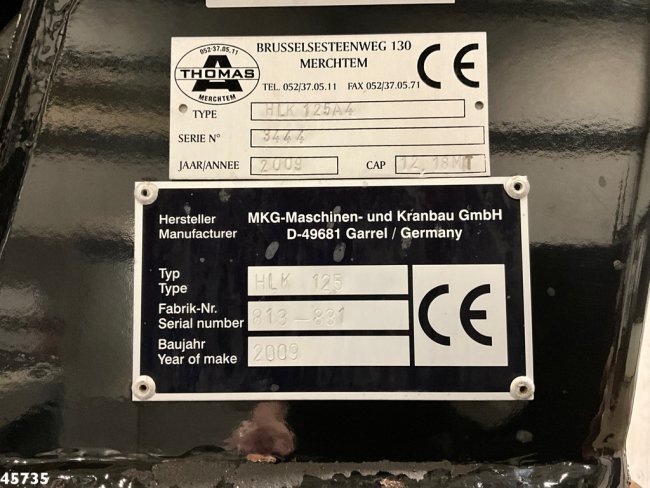 052/37.05.11
THOMAS
A
MERCHTEM
BRUSSELSESTEENWEG 130
MERCHTEM
TEL. 052/37.05.11 FAX 052/37.05.71
CE
TYPE HLK 125A4
SERIE N° 3444
JAAR/ANNEE 2009 CAP 12,18MT
Hersteller
Manufacturer
MKG-Maschinen- und Kranbau GmbH
D-49681 Garrel / Germany
Typ
Type
HLK 125
Fabrik-Nr.
Serial number
813-831
Baujahr
Year of make
2009
CE
45735